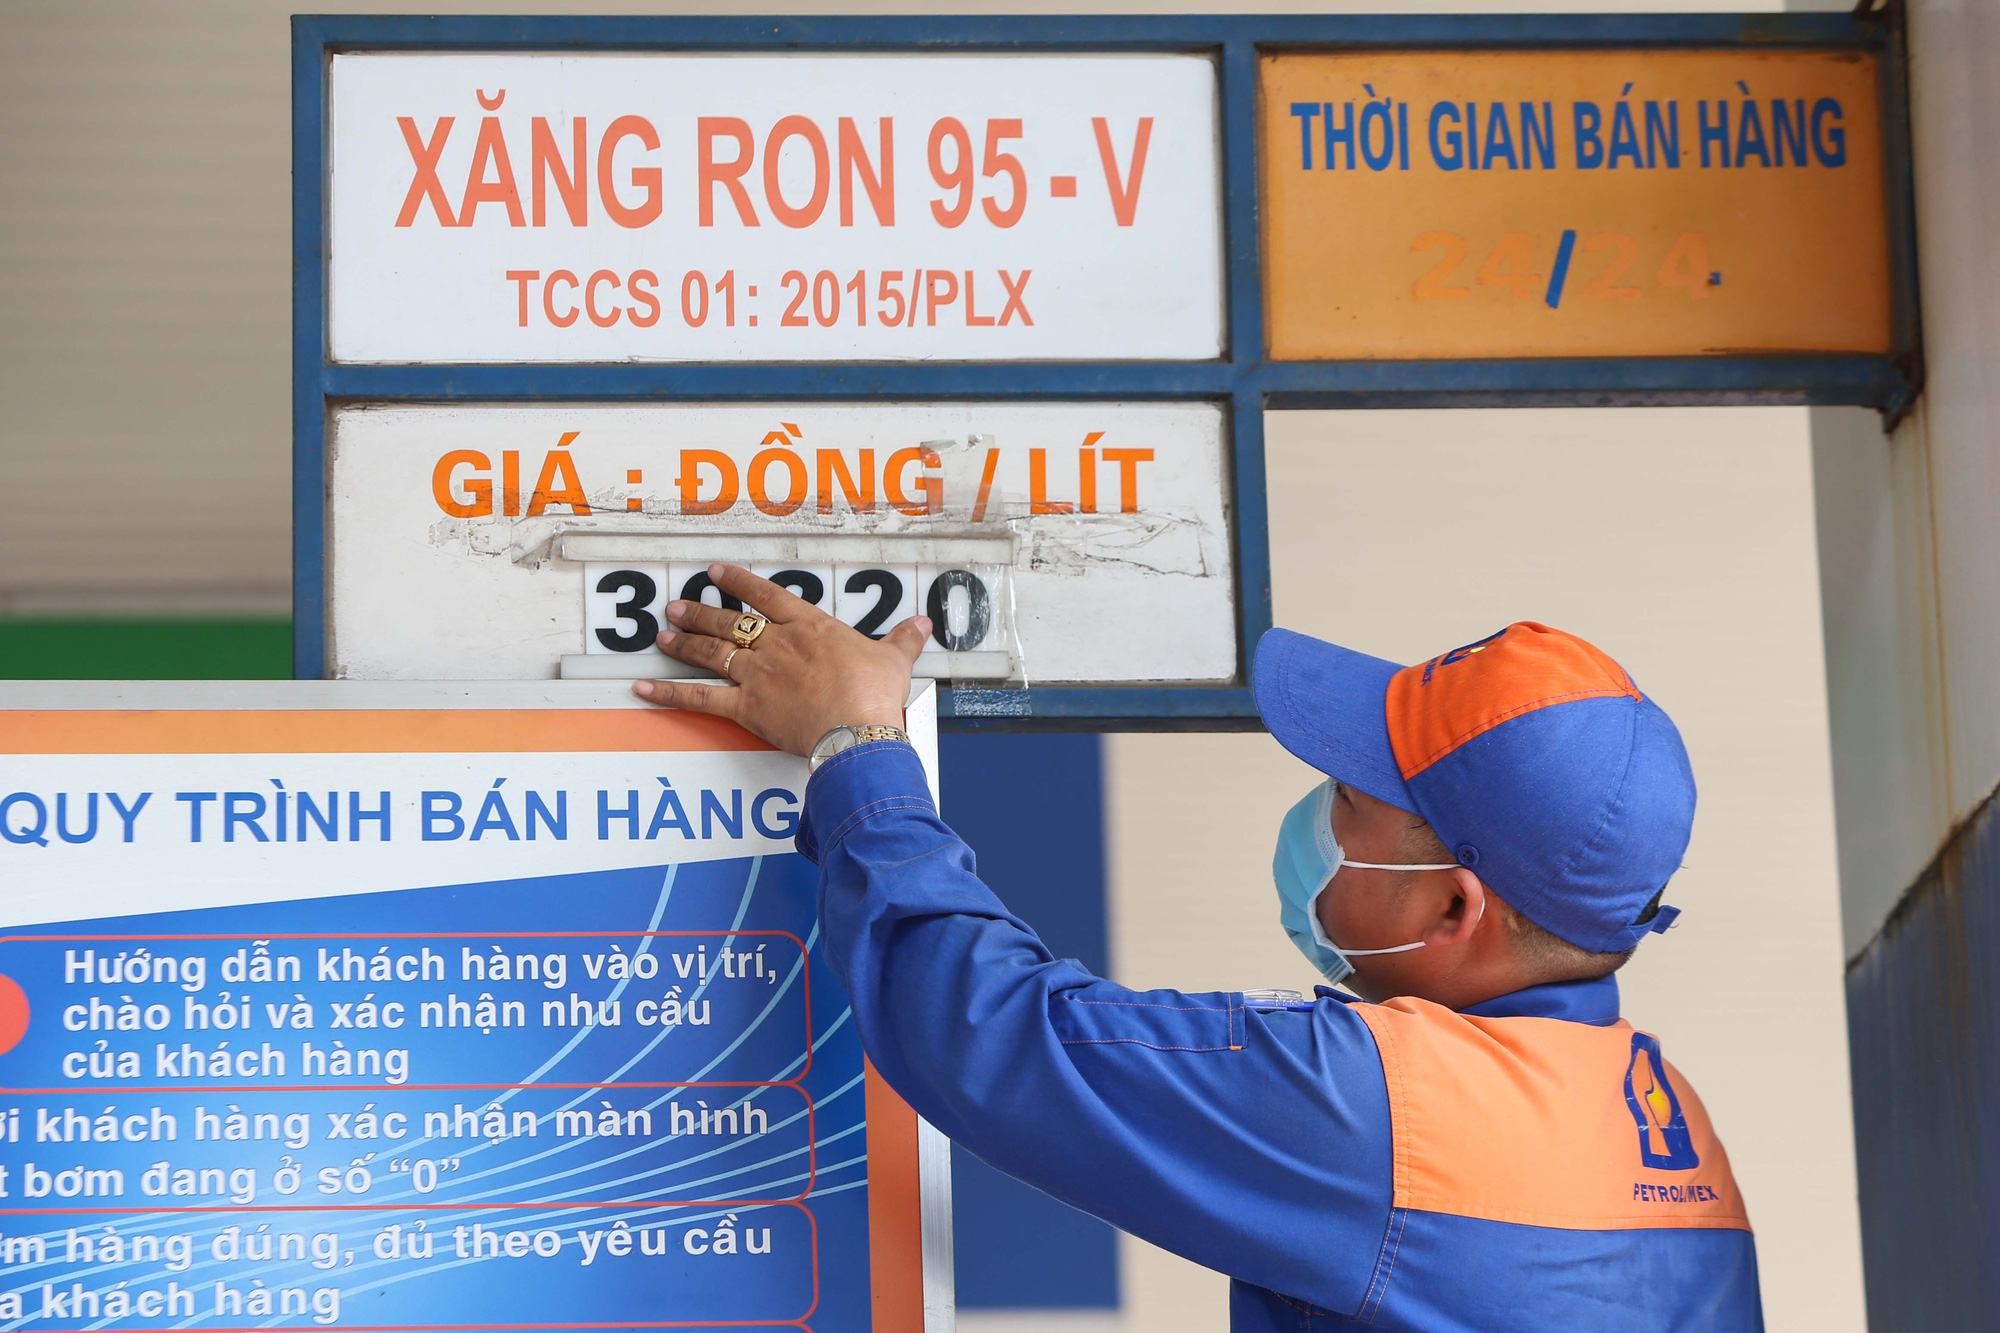 XĂNG RON 95 - V
TCCS 01: 2015/PLX
THỜI GIAN BÁN HÀNG
24/24
GIÁ : ĐỒNG / LÍT
QUY TRÌNH BÁN HÀNG
Hướng dẫn khách hàng vào vị trí,
chào hỏi và xác nhận nhu cầu
của khách hàng
khách hàng xác nhận màn hình
bơm đang ở số “0”
hàng đúng, đủ theo yêu cầu
khách hàng
PETROLIMEX